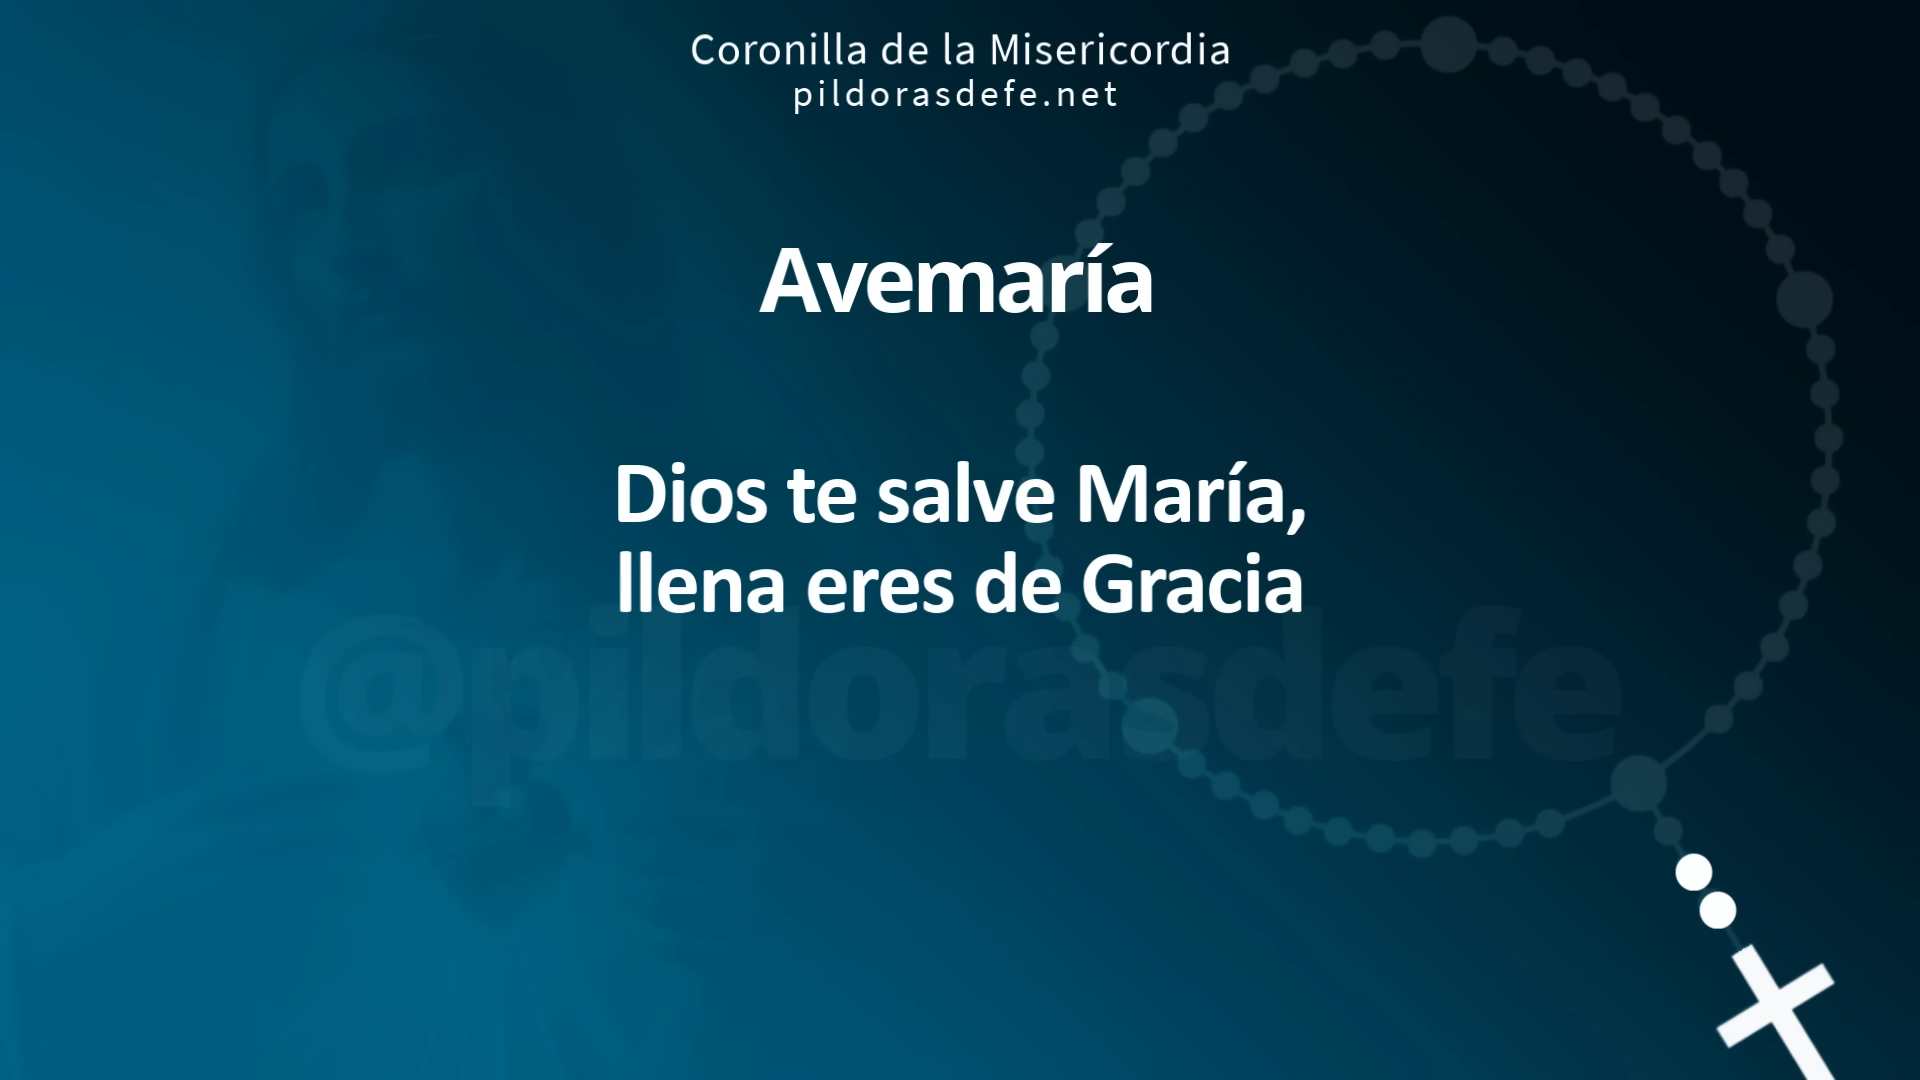 Coronilla de la Misericordia
pildorasdefe.net
Avemaría
Dios te salve María,
llena eres de Gracia
@pildorasdefe